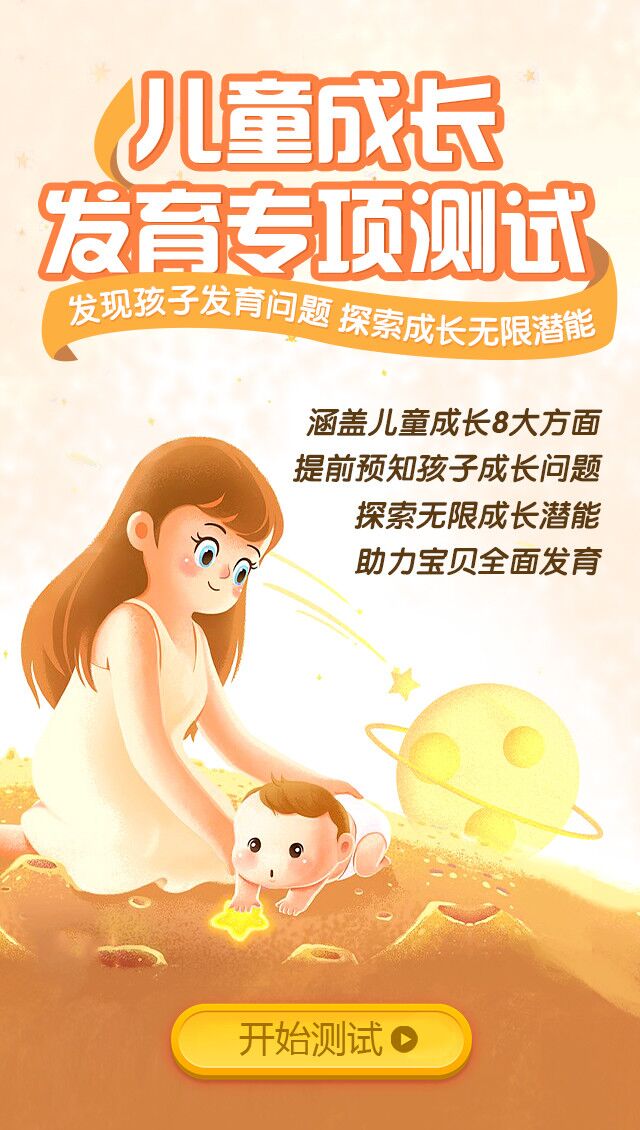 儿童成长
发育专项测试
发现孩子发育问题 探索成长无限潜能
涵盖儿童成长8大方面
提前预知孩子成长问题
探索无限成长潜能
助力宝贝全面发育
开始测试